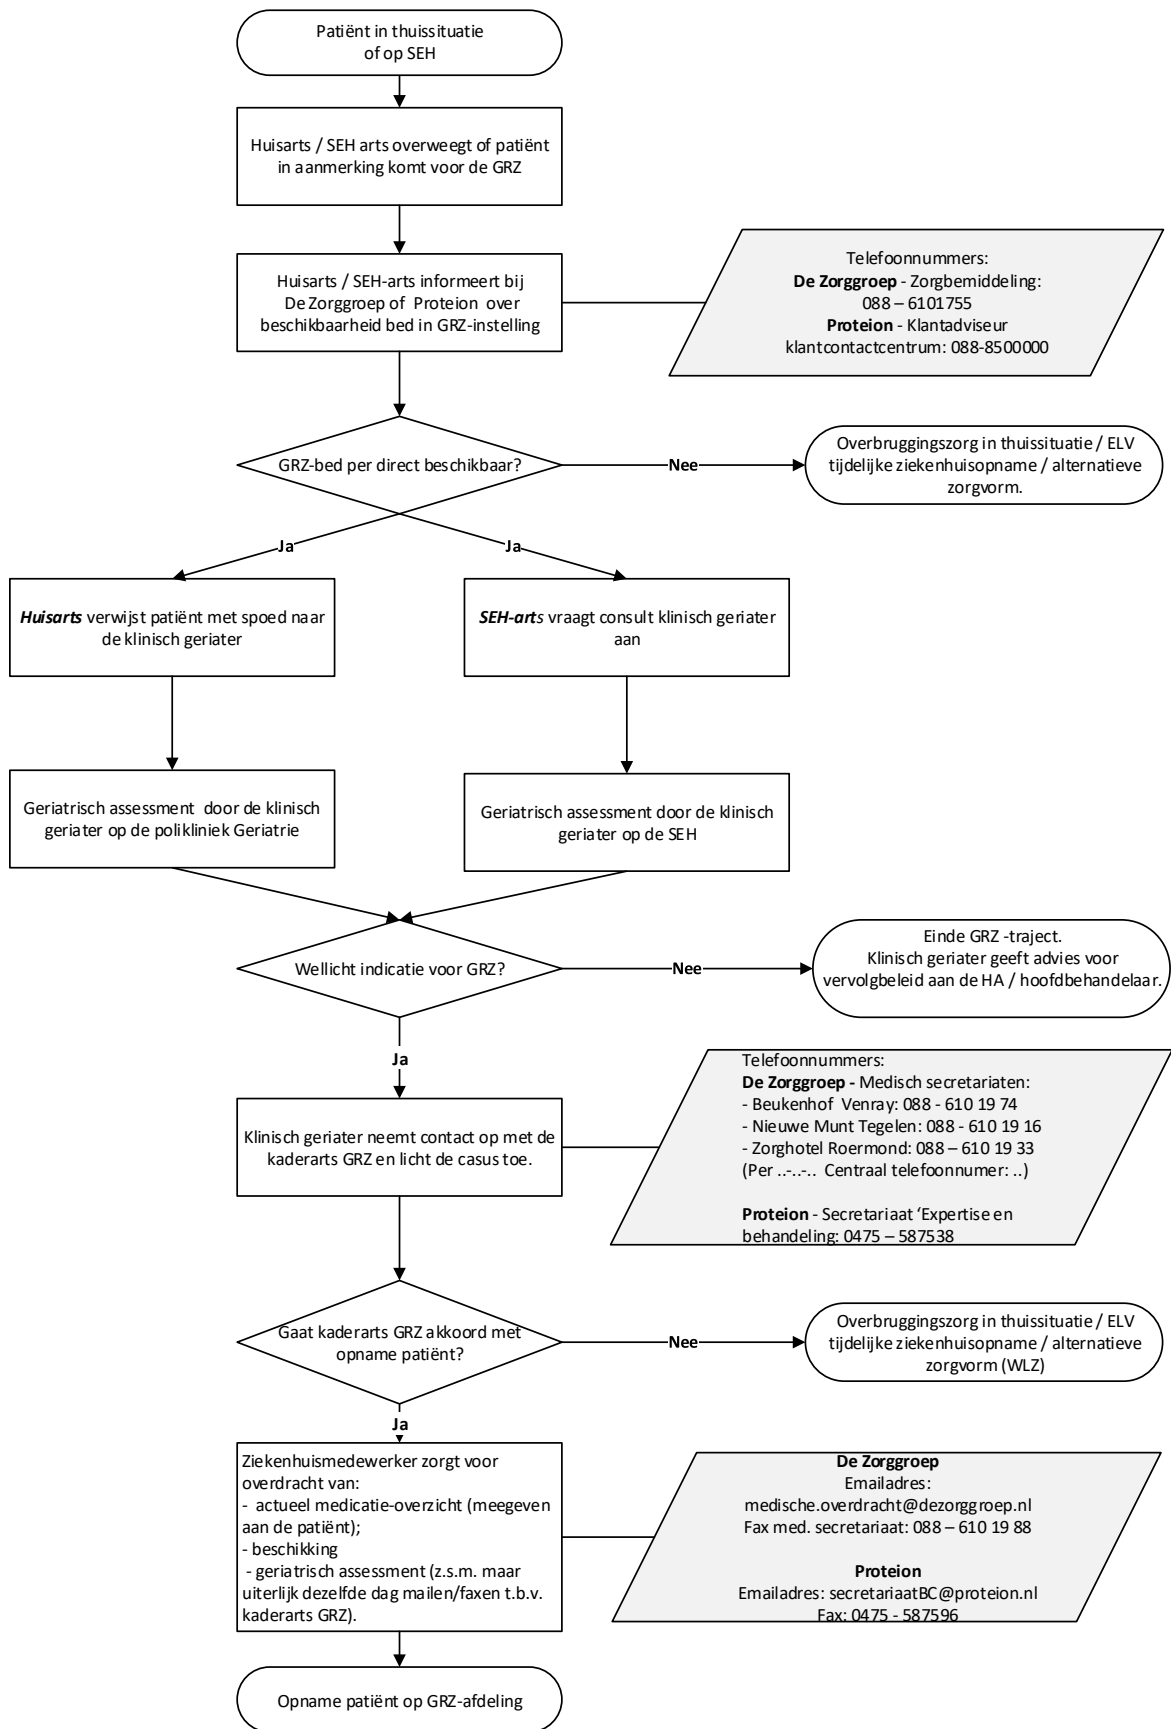 Patiënt in thuissituatie
of op SEH
Huisarts / SEH arts overweegt of patiënt
in aanmerking komt voor de GRZ
Huisarts / SEH-arts informeert bij
De Zorggroep of Proteion over
beschikbaarheid bed in GRZ-instelling
Telefoonnummers:
De Zorggroep - Zorgbemiddeling:
088 – 6101755
Proteion - Klantadviseur
klantcontactcentrum: 088-8500000
GRZ-bed per direct beschikbaar?
Nee
Overbruggingszorg in thuissituatie / ELV
tijdelijke ziekenhuisopname / alternatieve
zorgvorm.
Ja
Ja
Huisarts verwijst patiënt met spoed naar
de klinisch geriater
SEH-arts vraagt consult klinisch geriater
aan
Geriatrisch assessment door de klinisch
geriater op de polikliniek Geriatrie
Geriatrisch assessment door de klinisch
geriater op de SEH
Wellicht indicatie voor GRZ?
Nee
Einde GRZ -traject.
Klinisch geriater geeft advies voor
vervolgbeleid aan de HA / hoofdbehandelaar.
Ja
Klinisch geriater neemt contact op met de
kaderarts GRZ en licht de casus toe.
Telefoonnummers:
De Zorggroep - Medisch secretariaten:
- Beukenhof Venray: 088 - 610 19 74
- Nieuwe Munt Tegelen: 088 - 610 19 16
- Zorghotel Roermond: 088 – 610 19 33
(Per ..-..-.. Centraal telefoonnumer: ..)
Proteion - Secretariaat ‘Expertise en
behandeling: 0475 – 587538
Gaat kaderarts GRZ akkoord met
opname patiënt?
Nee
Overbruggingszorg in thuissituatie / ELV
tijdelijke ziekenhuisopname / alternatieve
zorgvorm (WLZ)
Ja
Ziekenhuismedewerker zorgt voor
overdracht van:
- actueel medicatie-overzicht (meegeven
aan de patiënt);
- beschikking
- geriatrisch assessment (z.s.m. maar
uiterlijk dezelfde dag mailen/faxen t.b.v.
kaderarts GRZ).
De Zorggroep
Emailadres:
medische.overdracht@dezorggroep.nl
Fax med. secretariaat: 088 – 610 19 88
Proteion
Emailadres: secretariaatBC@proteion.nl
Fax: 0475 - 587596
Opname patiënt op GRZ-afdeling